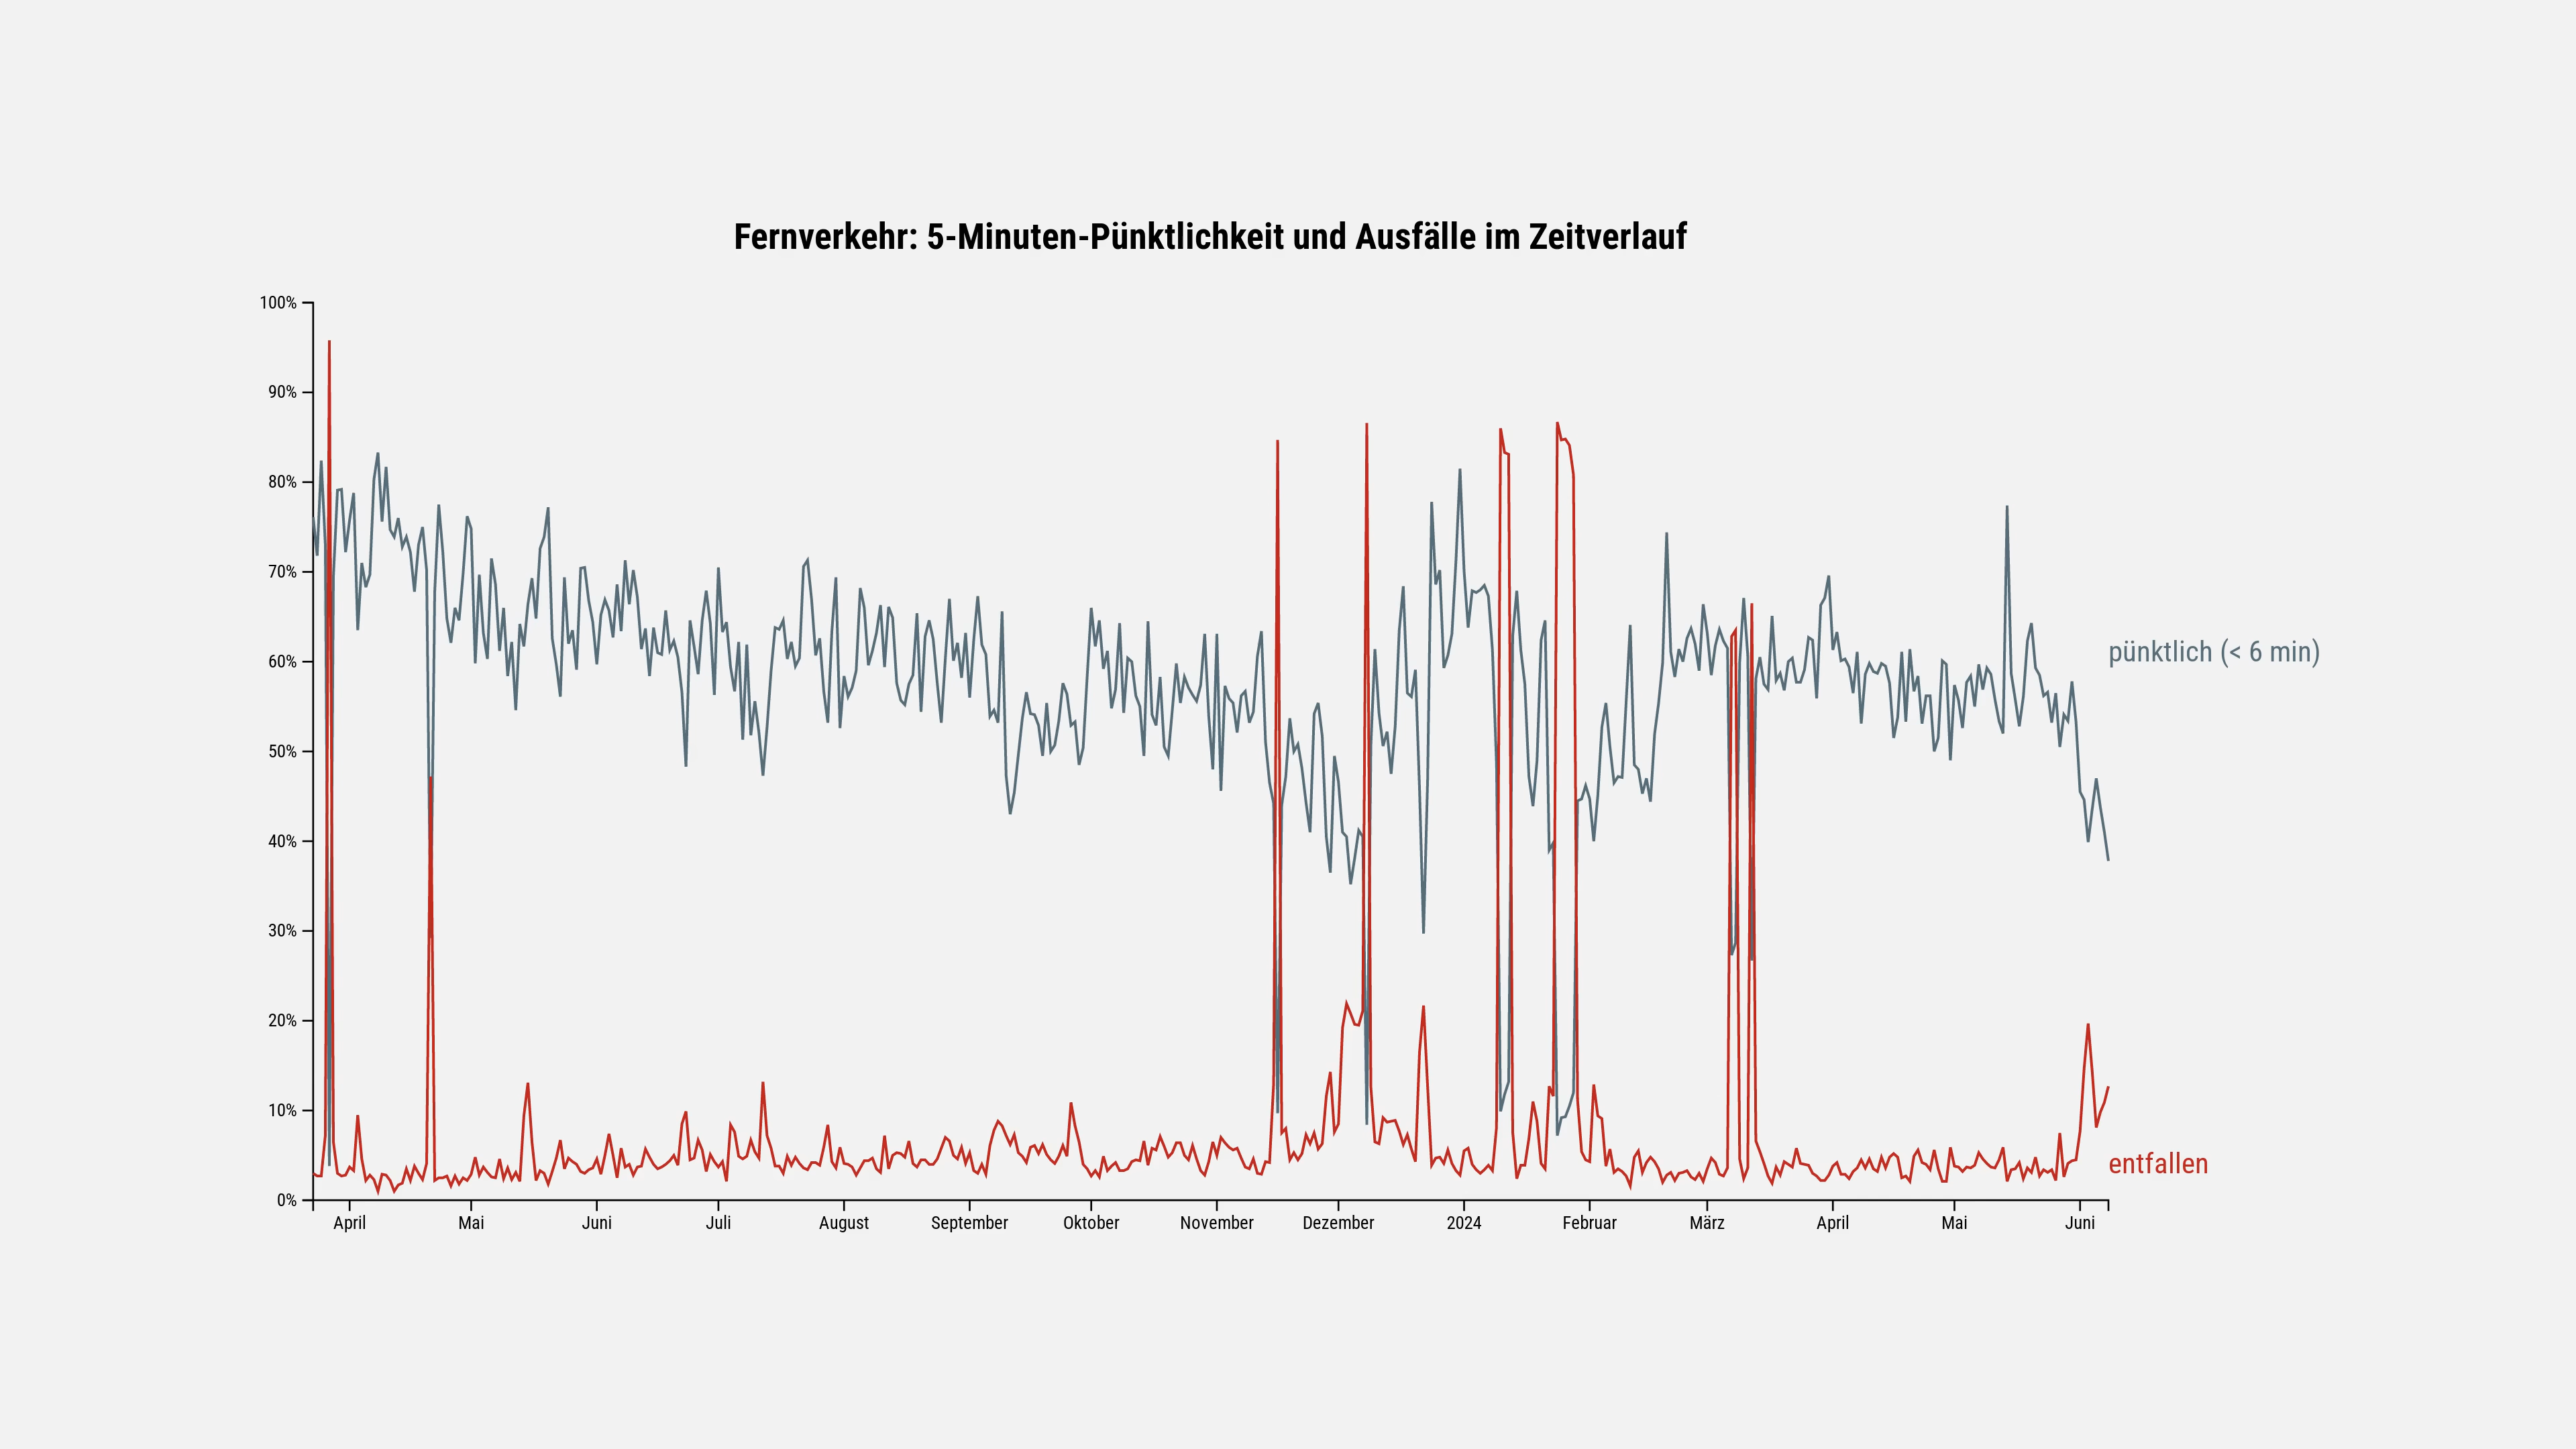 Fernverkehr: 5-Minuten-Pünktlichkeit und Ausfälle im Zeitverlauf
100%
90%
80%
70%
60%
pünktlich (< 6 min)
50%
40%
30%
20%
10%
entfallen
0%
April Mai Juni Juli August September Oktober November Dezember 2024 Februar März April Mai Juni